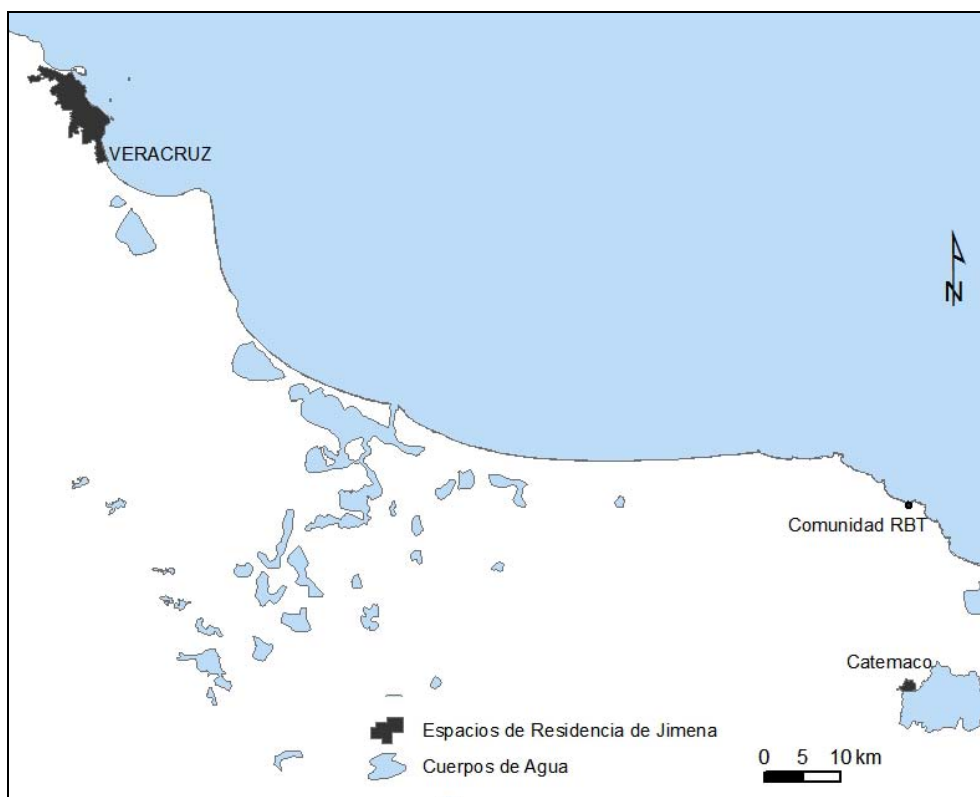 VERACRUZ
N
Comunidad RBT
Catemaco
Espacios de Residencia de Jimena
Cuerpos de Agua
0 5 10 km